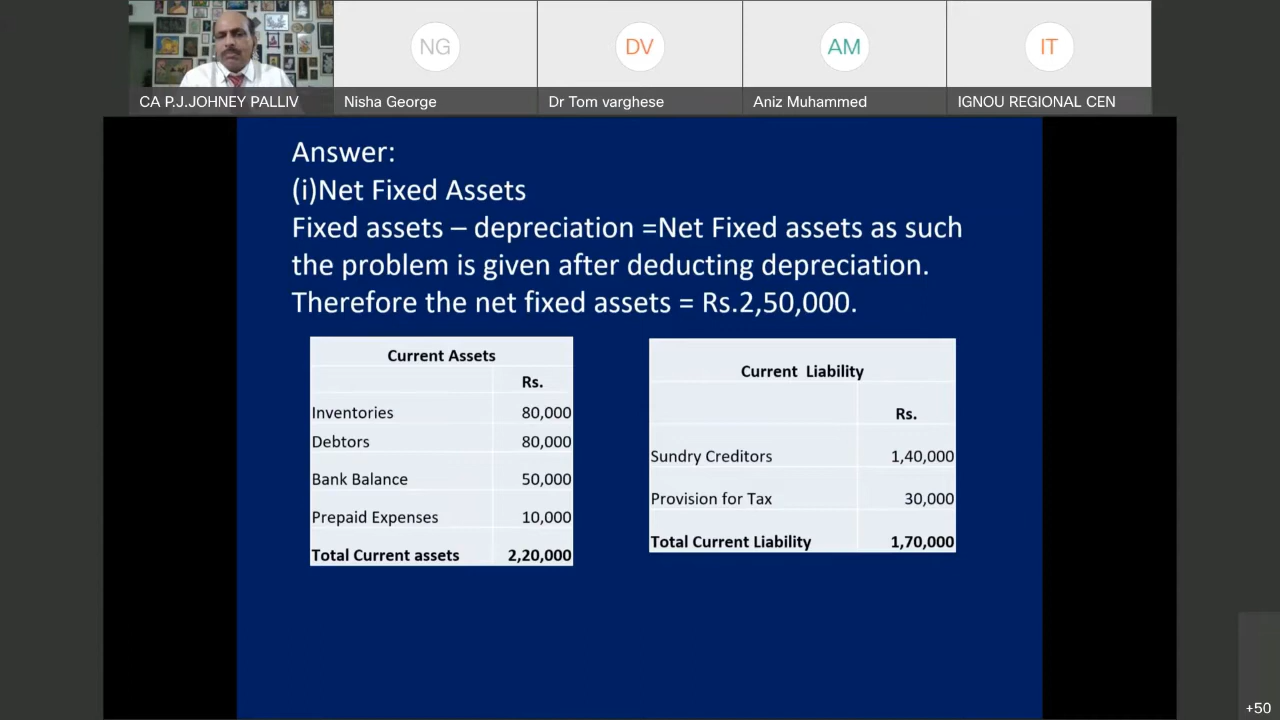 NG
DV
AM
IT
CA P.J.JOHNEY PALLIV
Nisha George
Dr Tom varghese
Aniz Muhammed
IGNOU REGIONAL CEN
Answer:
(i)Net Fixed Assets
Fixed assets – depreciation =Net Fixed assets as such
the problem is given after deducting depreciation.
Therefore the net fixed assets = Rs.2,50,000.
Current Assets
Rs.
Inventories 80,000
Debtors 80,000
Bank Balance 50,000
Prepaid Expenses 10,000
Total Current assets 2,20,000
Current Liability
Rs.
Sundry Creditors 1,40,000
Provision for Tax 30,000
Total Current Liability 1,70,000
+50